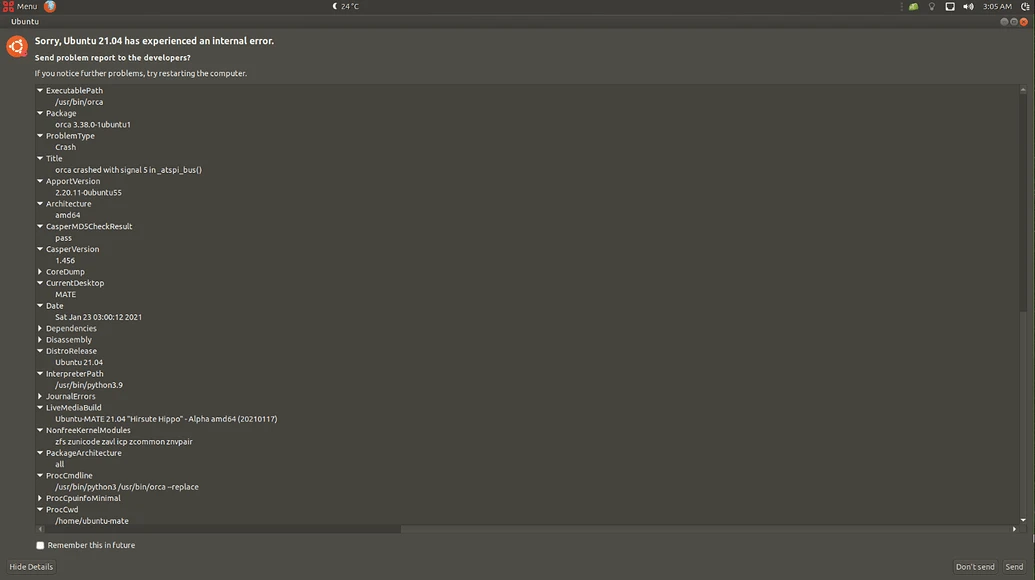 Menu
24°C
3:05 AM
Ubuntu
Sorry, Ubuntu 21.04 has experienced an internal error.
Send problem report to the developers?
If you notice further problems, try restarting the computer.
ExecutablePath
/usr/bin/orca
Package
orca 3.38.0-1ubuntu1
ProblemType
Crash
Title
orca crashed with signal 5 in _atspi_bus()
ApportVersion
2.20.11-0ubuntu55
Architecture
amd64
CasperMD5CheckResult
pass
CasperVersion
1.456
CoreDump
CurrentDesktop
MATE
Date
Sat Jan 23 03:00:12 2021
Dependencies
Disassembly
DistroRelease
Ubuntu 21.04
InterpreterPath
/usr/bin/python3.9
JournalErrors
LiveMediaBuild
Ubuntu-MATE 21.04 "Hirsute Hippo" - Alpha amd64 (20210117)
NonfreeKernelModules
zfs zunicode zavl icp zcommon znvpair
PackageArchitecture
all
ProcCmdline
/usr/bin/python3 /usr/bin/orca --replace
ProcCpuinfoMinimal
ProcCwd
/home/ubuntu-mate
Remember this in future
Hide Details
Don't send
Send